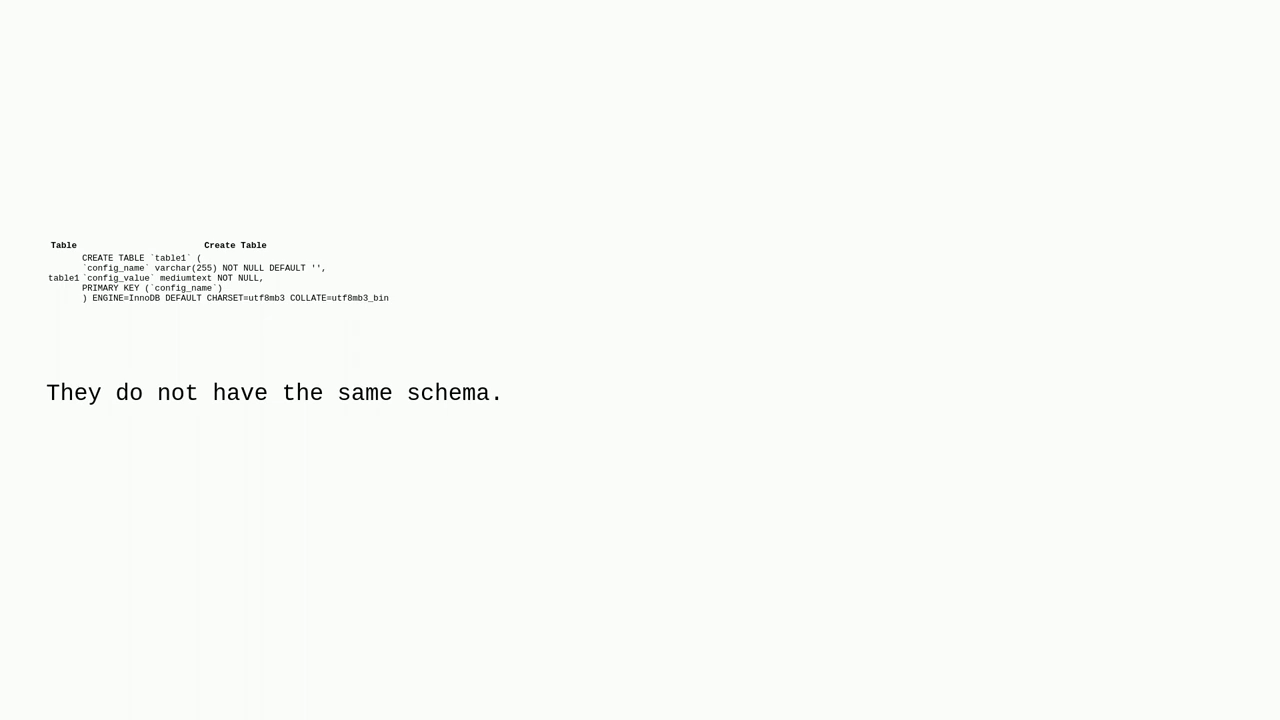 Table Create Table
CREATE TABLE `table1` (
`config_name` varchar(255) NOT NULL DEFAULT '',
table1 `config_value` mediumtext NOT NULL,
PRIMARY KEY (`config_name`)
) ENGINE=InnoDB DEFAULT CHARSET=utf8mb3 COLLATE=utf8mb3_bin
They do not have the same schema.